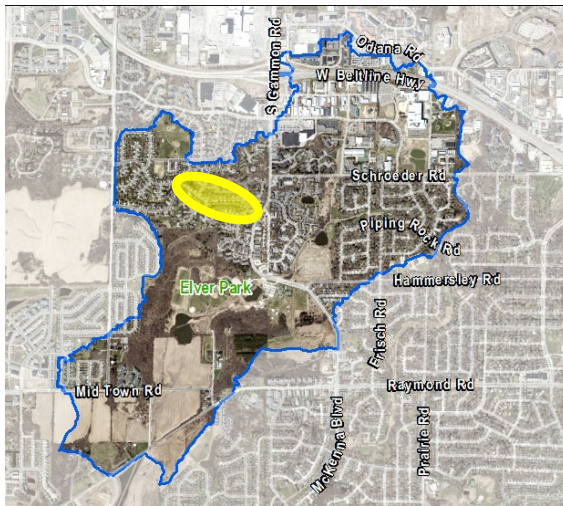 S Gammon Rd
Odana Rd
W Beltline Hwy
Schroeder Rd
Piping Rock Rd
Hammersley Rd
Elver Park
Frisch Rd
Mid Town Rd
Raymond Rd
McKenna Blvd
Prairie Rd